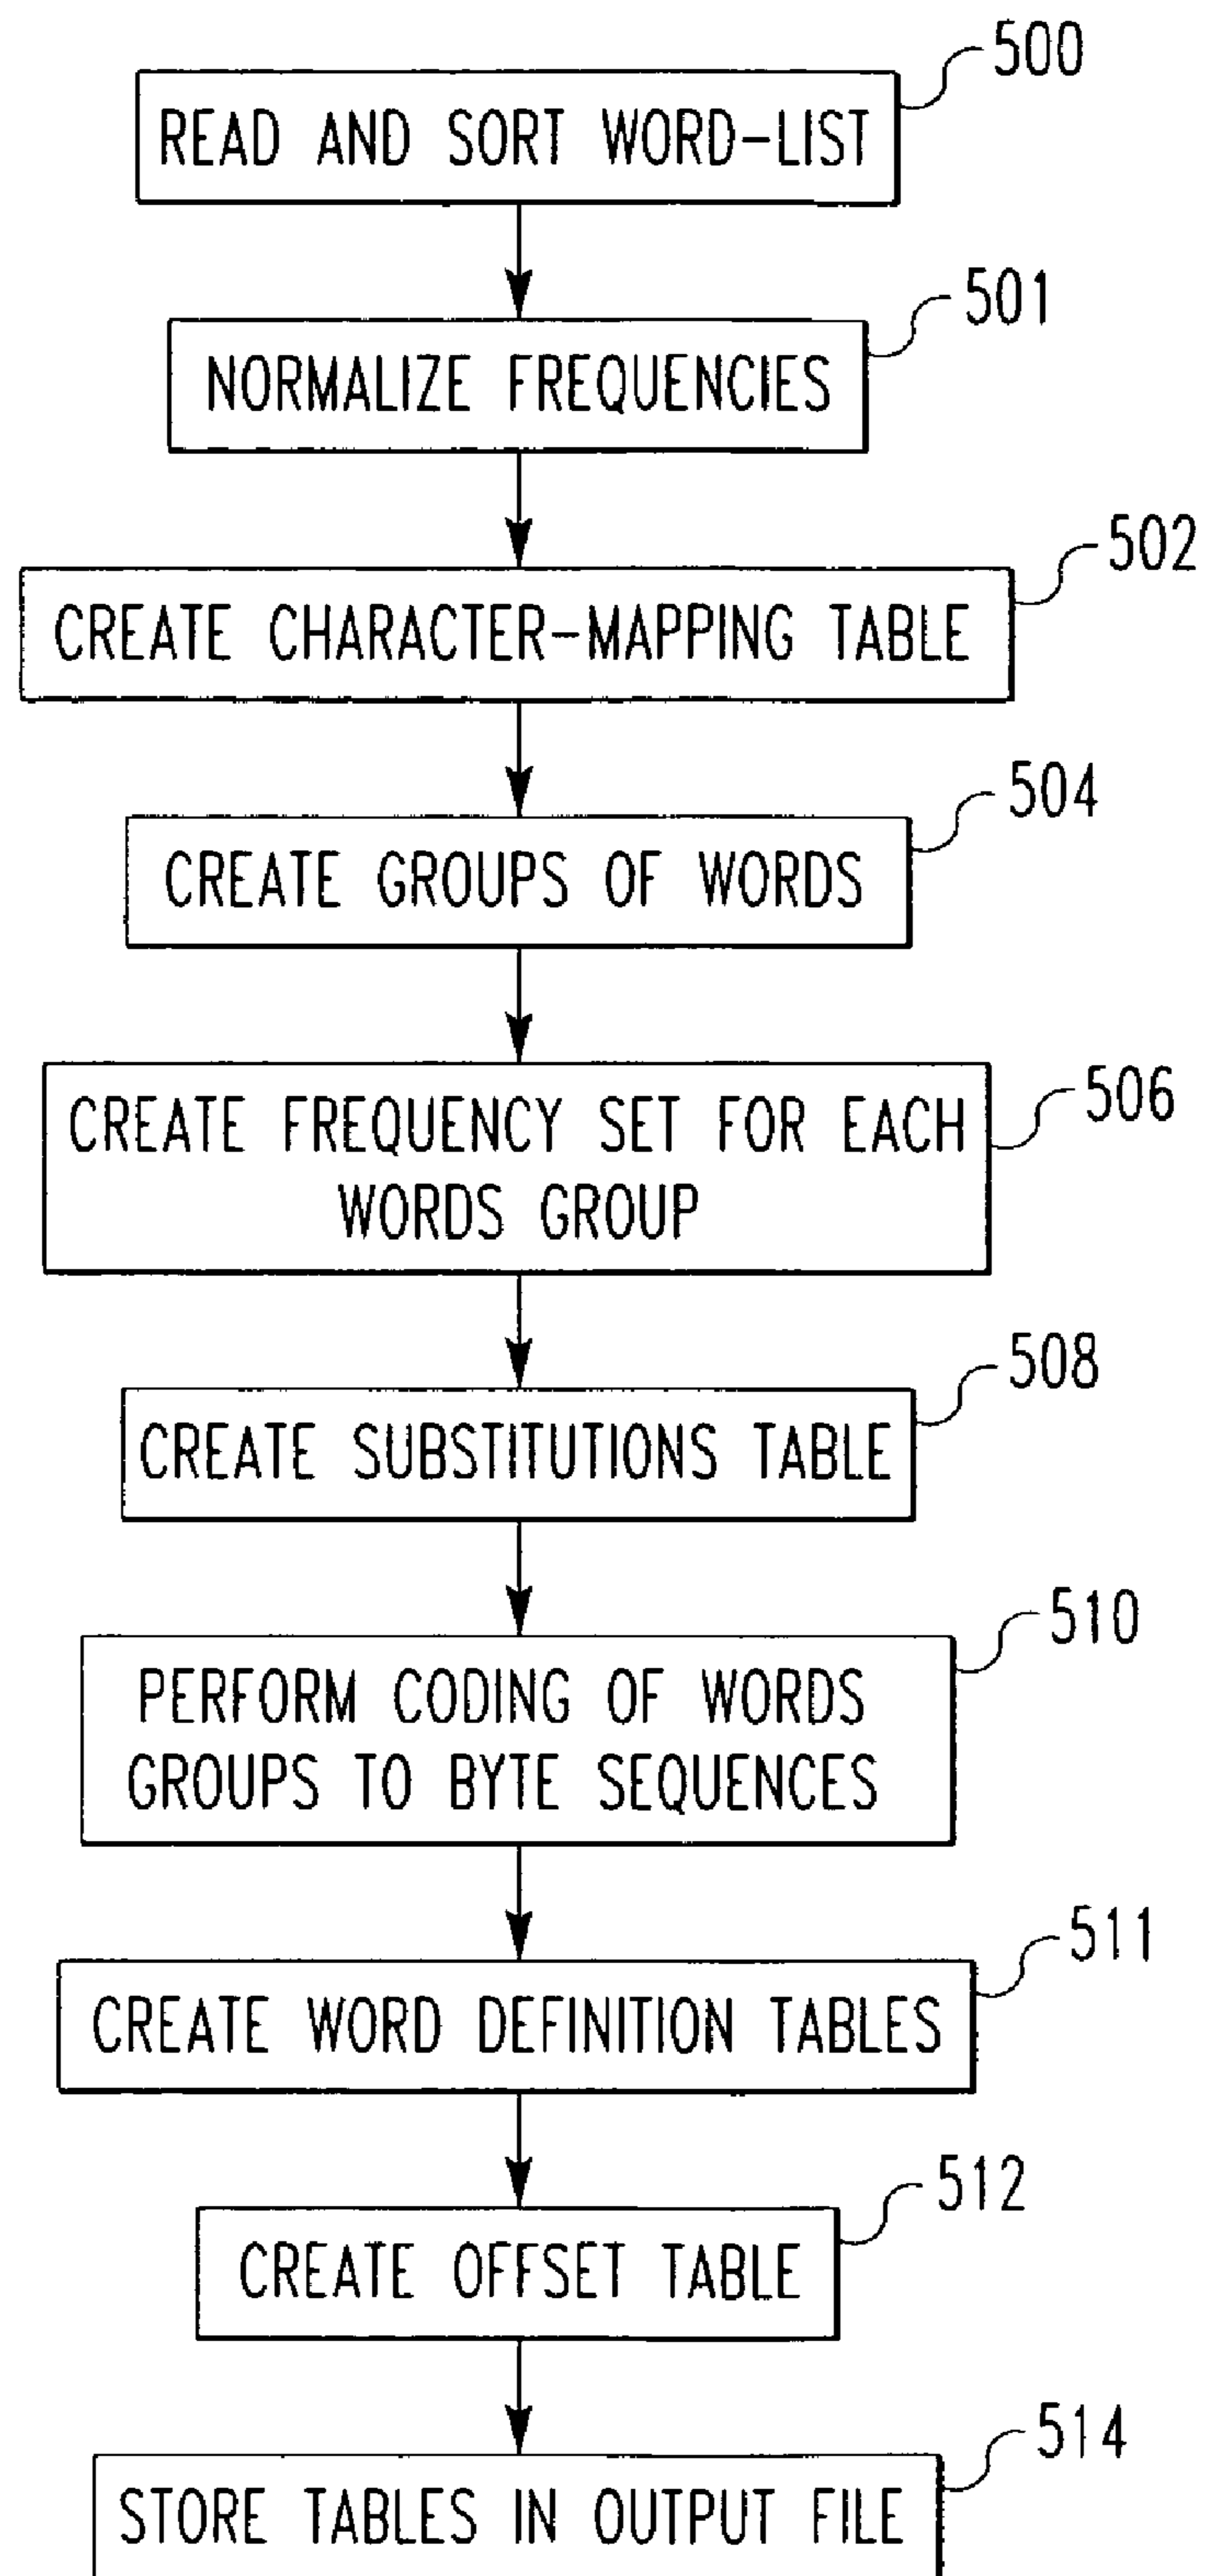 500
READ AND SORT WORD-LIST
501
NORMALIZE FREQUENCIES
502
CREATE CHARACTER-MAPPING TABLE
504
CREATE GROUPS OF WORDS
506
CREATE FREQUENCY SET FOR EACH
WORDS GROUP
508
CREATE SUBSTITUTIONS TABLE
510
PERFORM CODING OF WORDS
GROUPS TO BYTE SEQUENCES
511
CREATE WORD DEFINITION TABLES
512
CREATE OFFSET TABLE
514
STORE TABLES IN OUTPUT FILE